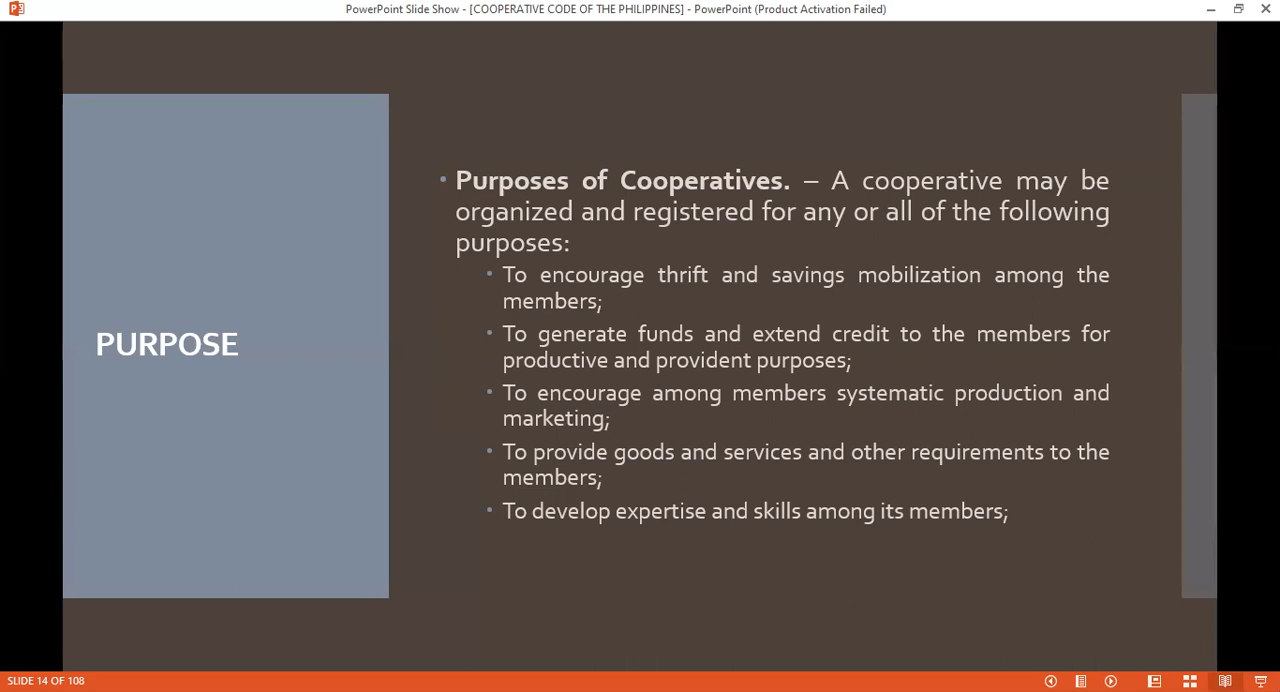 PowerPoint Slide Show - [COOPERATIVE CODE OF THE PHILIPPINES] - PowerPoint (Product Activation Failed)
PURPOSE
• Purposes of Cooperatives. – A cooperative may be
organized and registered for any or all of the following
purposes:
• To encourage thrift and savings mobilization among the
members;
• To generate funds and extend credit to the members for
productive and provident purposes;
• To encourage among members systematic production and
marketing;
• To provide goods and services and other requirements to the
members;
• To develop expertise and skills among its members;
SLIDE 14 OF 108